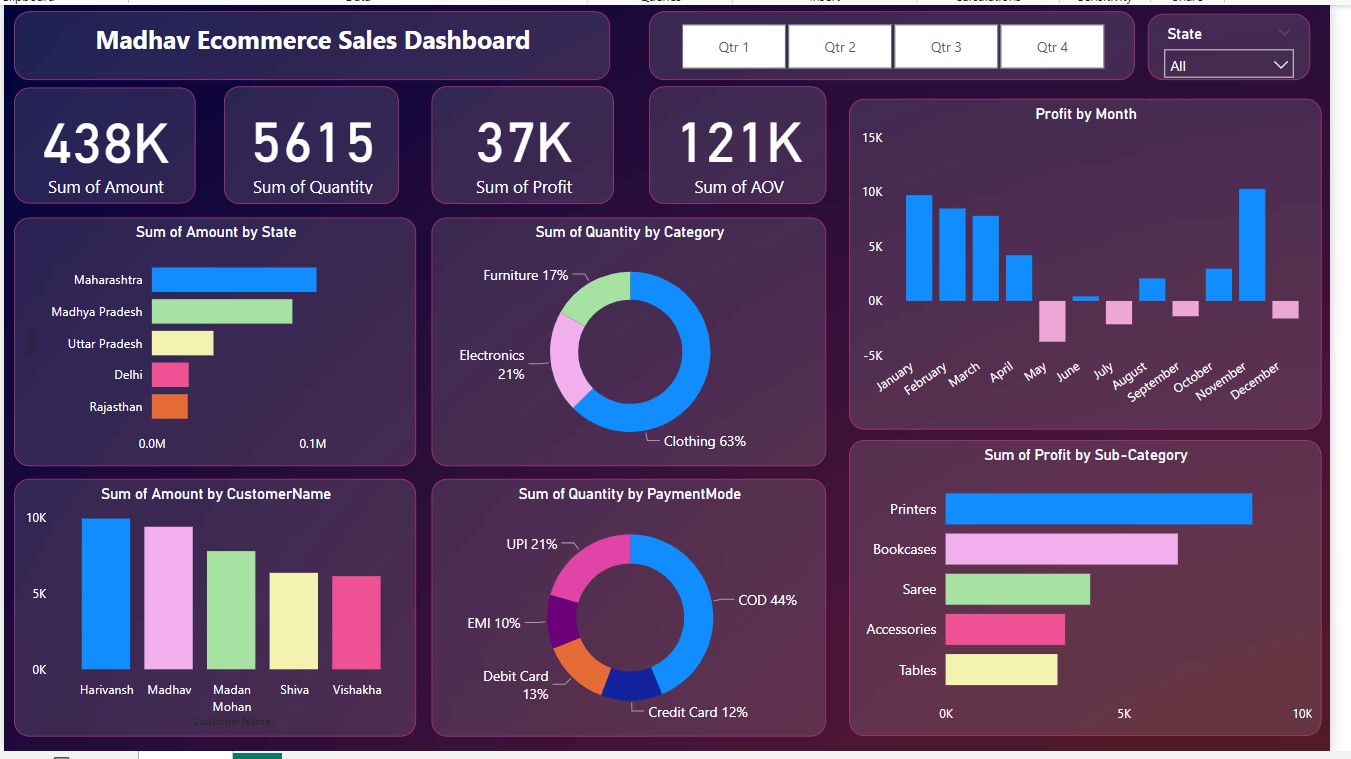 Madhav Ecommerce Sales Dashboard
Qtr 1
Qtr 2
Qtr 3
Qtr 4
State
All
438K
Sum of Amount
5615
Sum of Quantity
37K
Sum of Profit
121K
Sum of AOV
Profit by Month
15K
10K
5K
0K
-5K
January
February
March
April
May
June
July
August
September
October
November
December
Sum of Amount by State
Maharashtra
Madhya Pradesh
Uttar Pradesh
Delhi
Rajasthan
0.0M
0.1M
Sum of Quantity by Category
Furniture 17%
Electronics
21%
Clothing 63%
Sum of Profit by Sub-Category
Printers
Bookcases
Saree
Accessories
Tables
0K
5K
10K
Sum of Amount by CustomerName
10K
5K
0K
Harivansh
Madhav
Madan
Mohan
Shiva
Vishakha
CustomerName
Sum of Quantity by PaymentMode
UPI 21%
COD 44%
EMI 10%
Debit Card
13%
Credit Card 12%